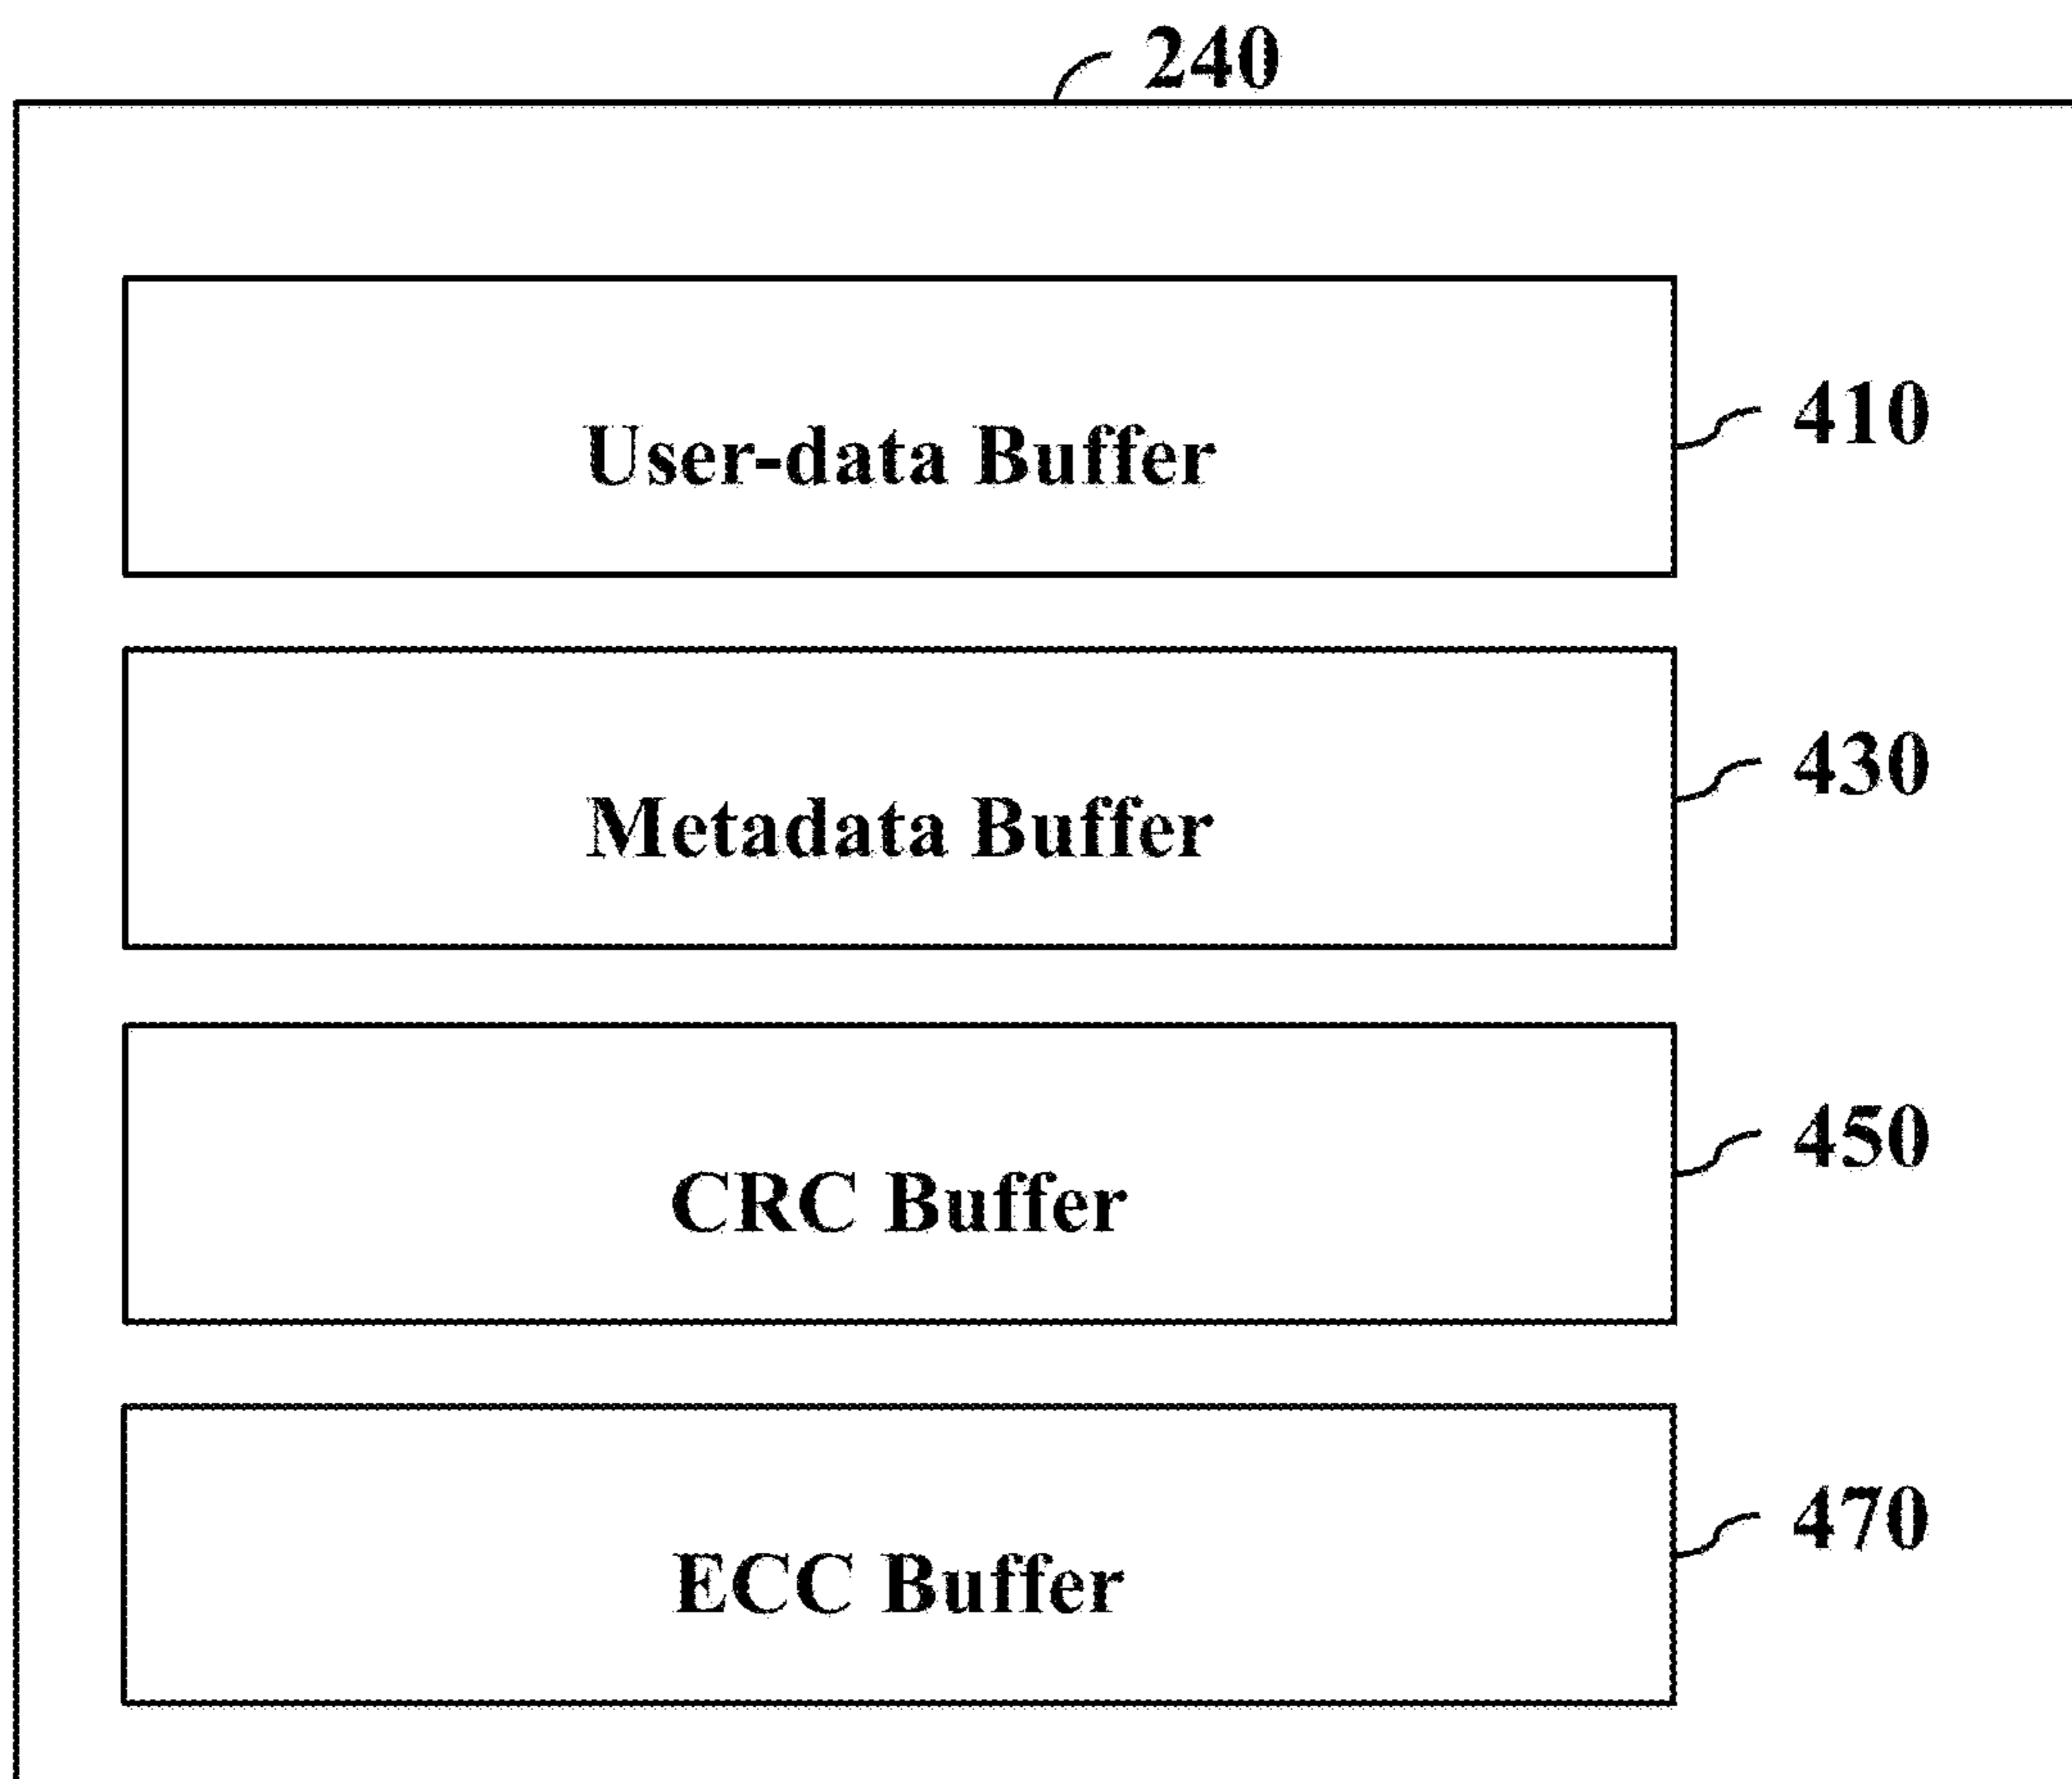 240
User-data Buffer
410
Metadata Buffer
430
CRC Buffer
450
ECC Buffer
470